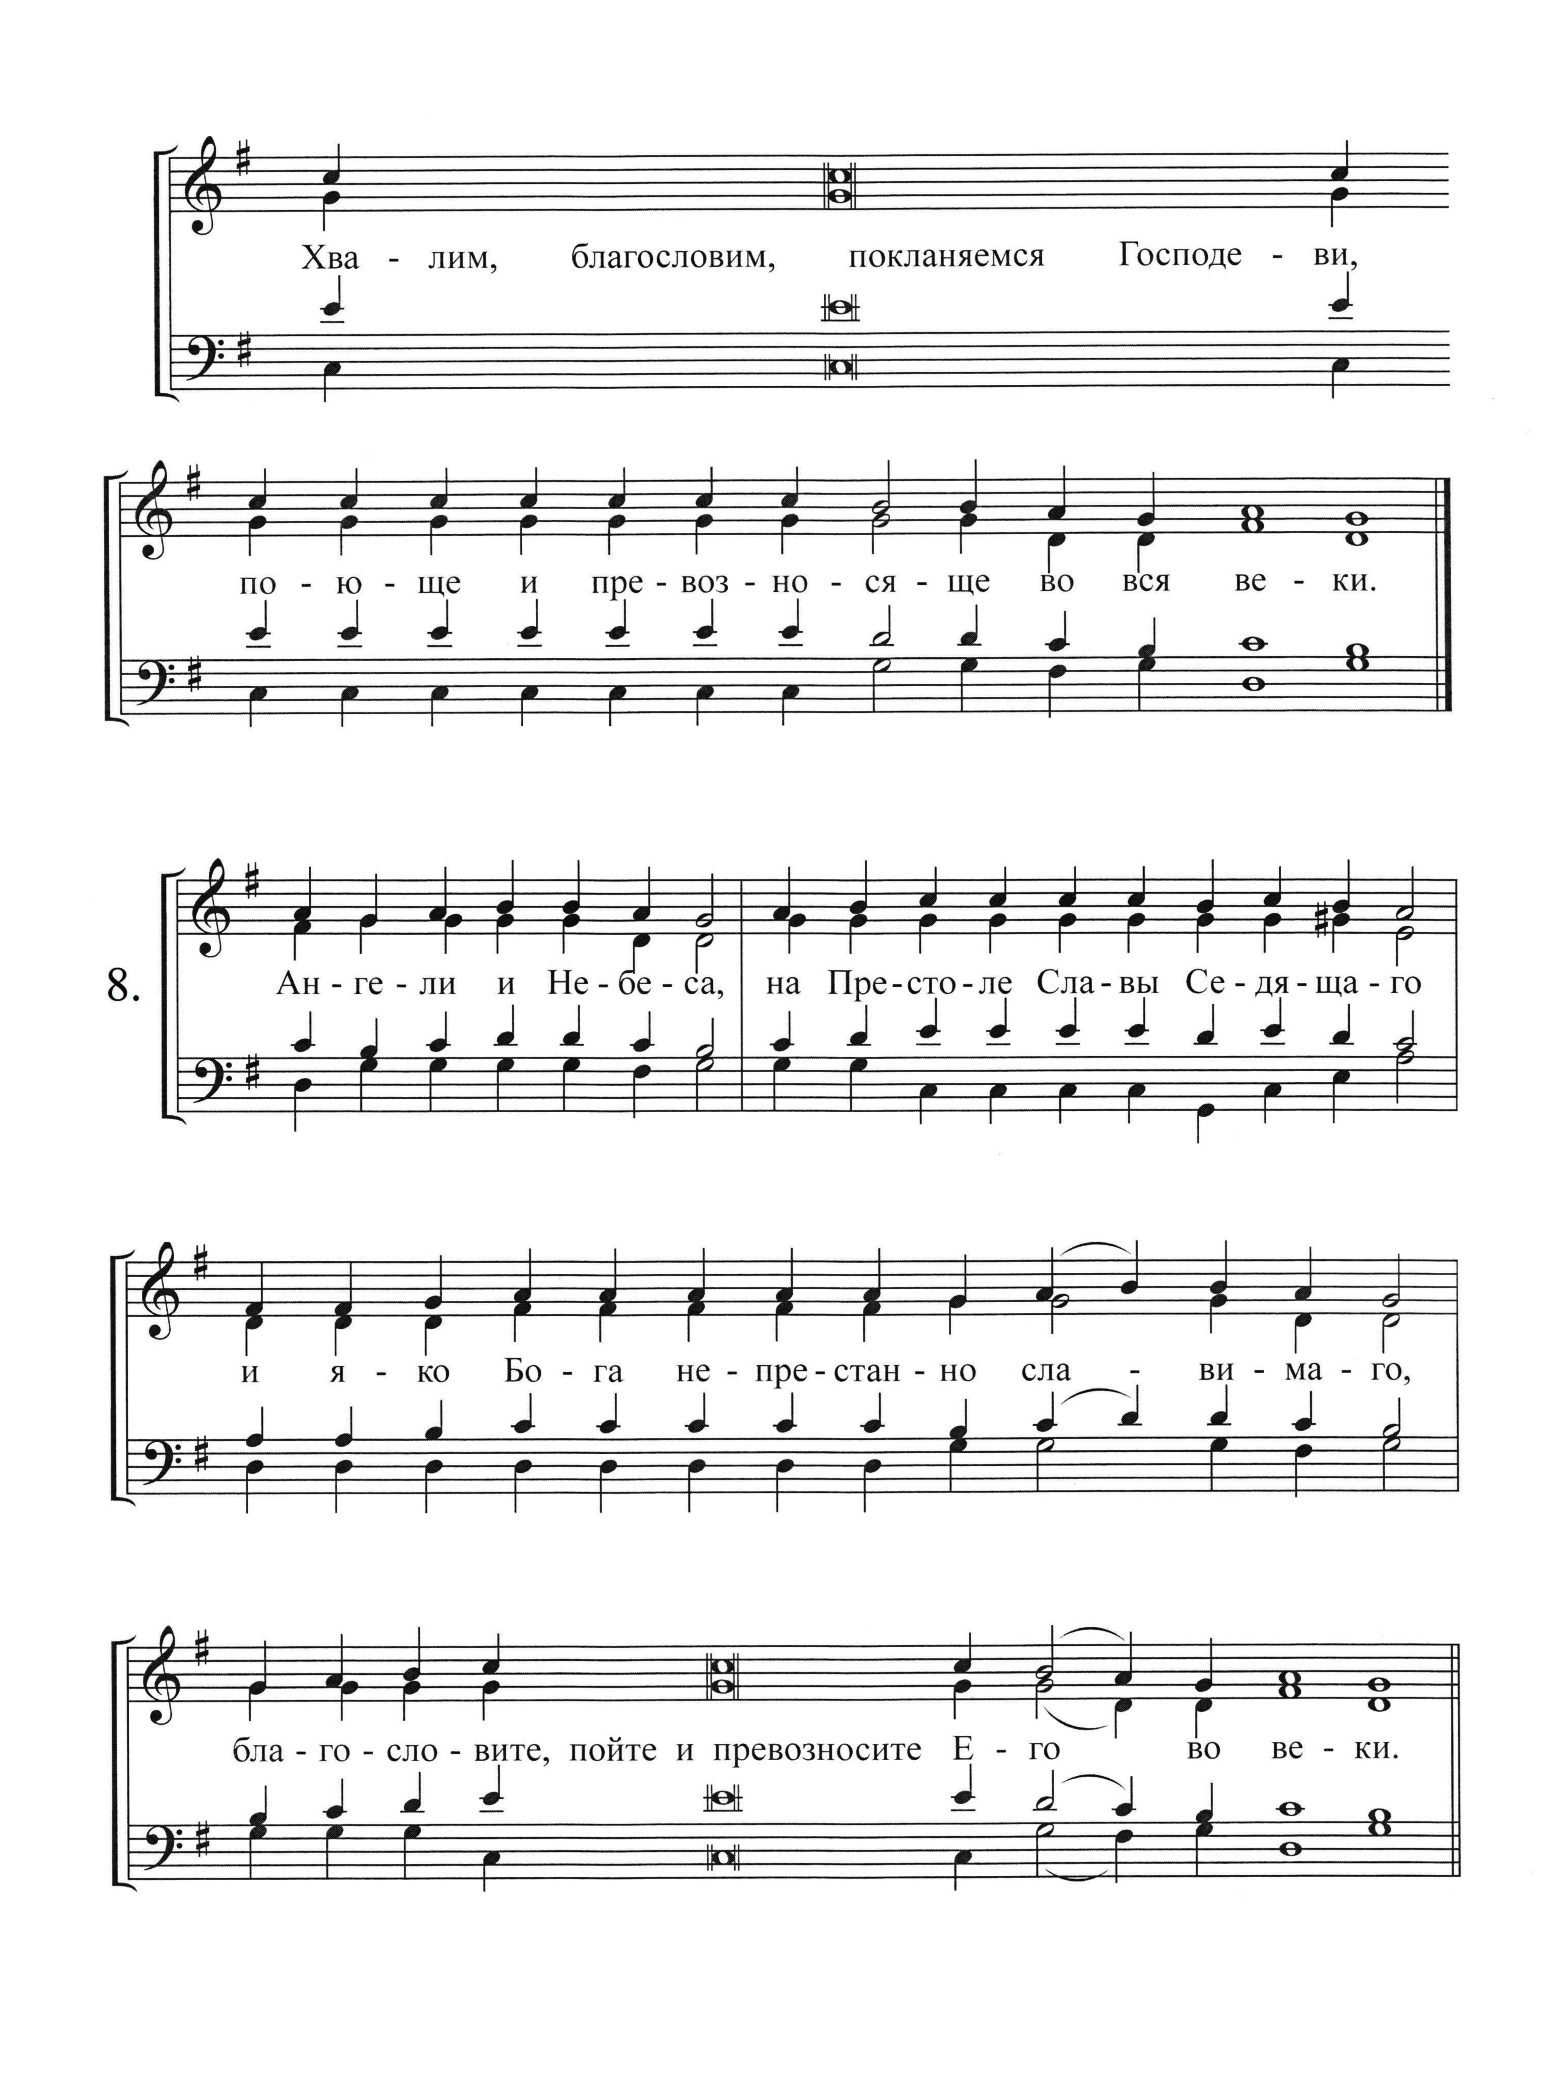 Хва - лим, благословим, покланяемся Господе - ви,
по - ю - ще и пре - воз - но - ся - ще во вся ве - ки.
8. Ан - ге - ли и Не - бе - са, на Пре - сто - ле Сла - вы Се - дя - ща - го
и я - ко Бо - га не - пре - стан - но сла - ви - ма - го,
бла - го - сло - вите, пойте и превозносите Е - го во ве - ки.